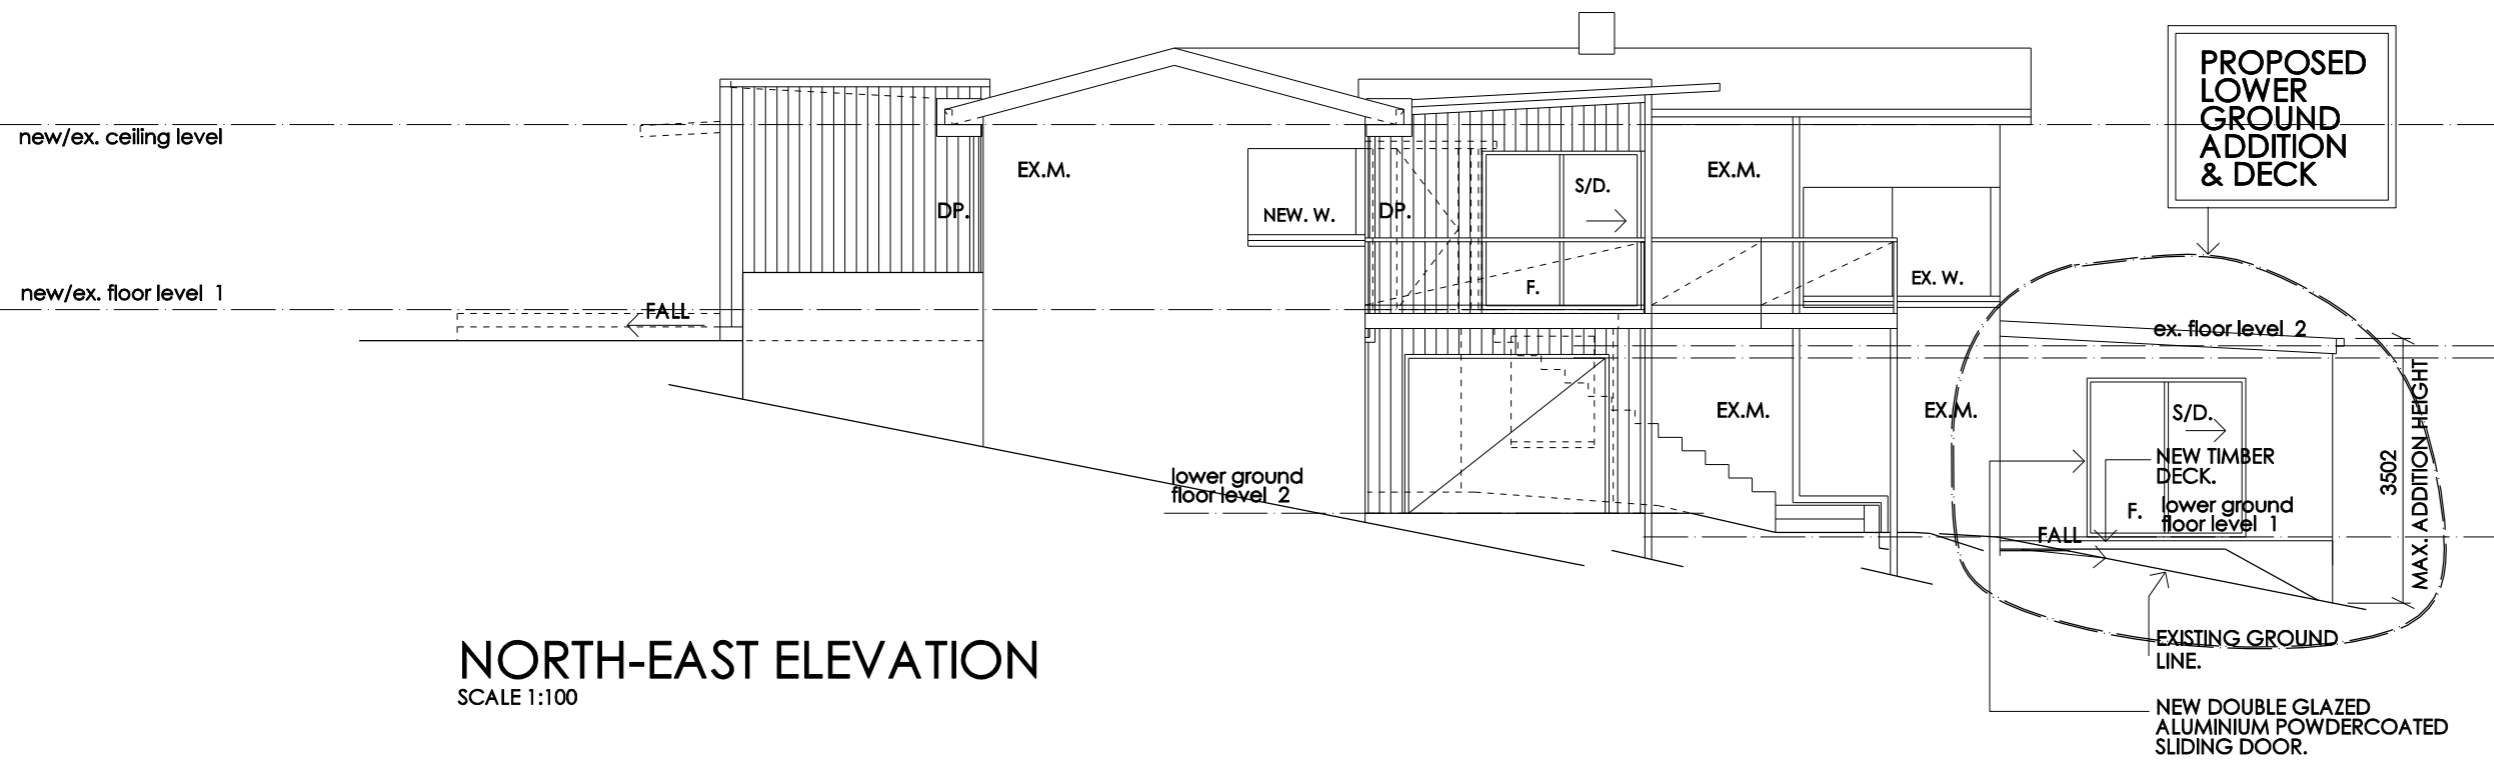 PROPOSED
LOWER
GROUND
ADDITION
& DECK
new/ex. ceiling level
EX.M.
EX.M.
S/D.
DP.
NEW. W.
DP.
EX. W.
F.
new/ex. floor level 1
FALL
ex. floor level 2
EX.M.
EX.M.
S/D.
NEW TIMBER
DECK.
3502
MAX. ADDITION HEIGHT
lower ground
floor level 2
F.
lower ground
floor level 1
FALL
EXISTING GROUND
LINE.
NORTH-EAST ELEVATION
SCALE 1:100
NEW DOUBLE GLAZED
ALUMINIUM POWDERCOATED
SLIDING DOOR.